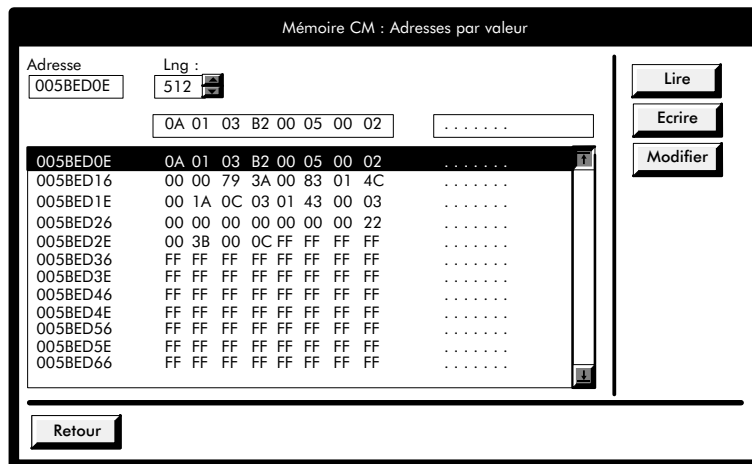 Mémoire CM : Adresses par valeur
Adresse Lng :
005BED0E 512 Lire
0A 01 03 B2 00 05 00 02 . . . . . . . Ecrire
005BED0E 0A 01 03 B2 00 05 00 02 . . . . . . . Modifier
005BED16 00 00 79 3A 00 83 01 4C . . . . . . .
005BED1E 00 1A 0C 03 01 43 00 03 . . . . . . .
005BED26 00 00 00 00 00 00 00 22 . . . . . . .
005BED2E 00 3B 00 0C FF FF FF FF . . . . . . .
005BED36 FF FF FF FF FF FF FF FF . . . . . . .
005BED3E FF FF FF FF FF FF FF FF . . . . . . .
005BED46 FF FF FF FF FF FF FF FF . . . . . . .
005BED4E FF FF FF FF FF FF FF FF . . . . . . .
005BED56 FF FF FF FF FF FF FF FF . . . . . . .
005BED5E FF FF FF FF FF FF FF FF . . . . . . .
005BED66 FF FF FF FF FF FF FF FF . . . . . . .
Retour